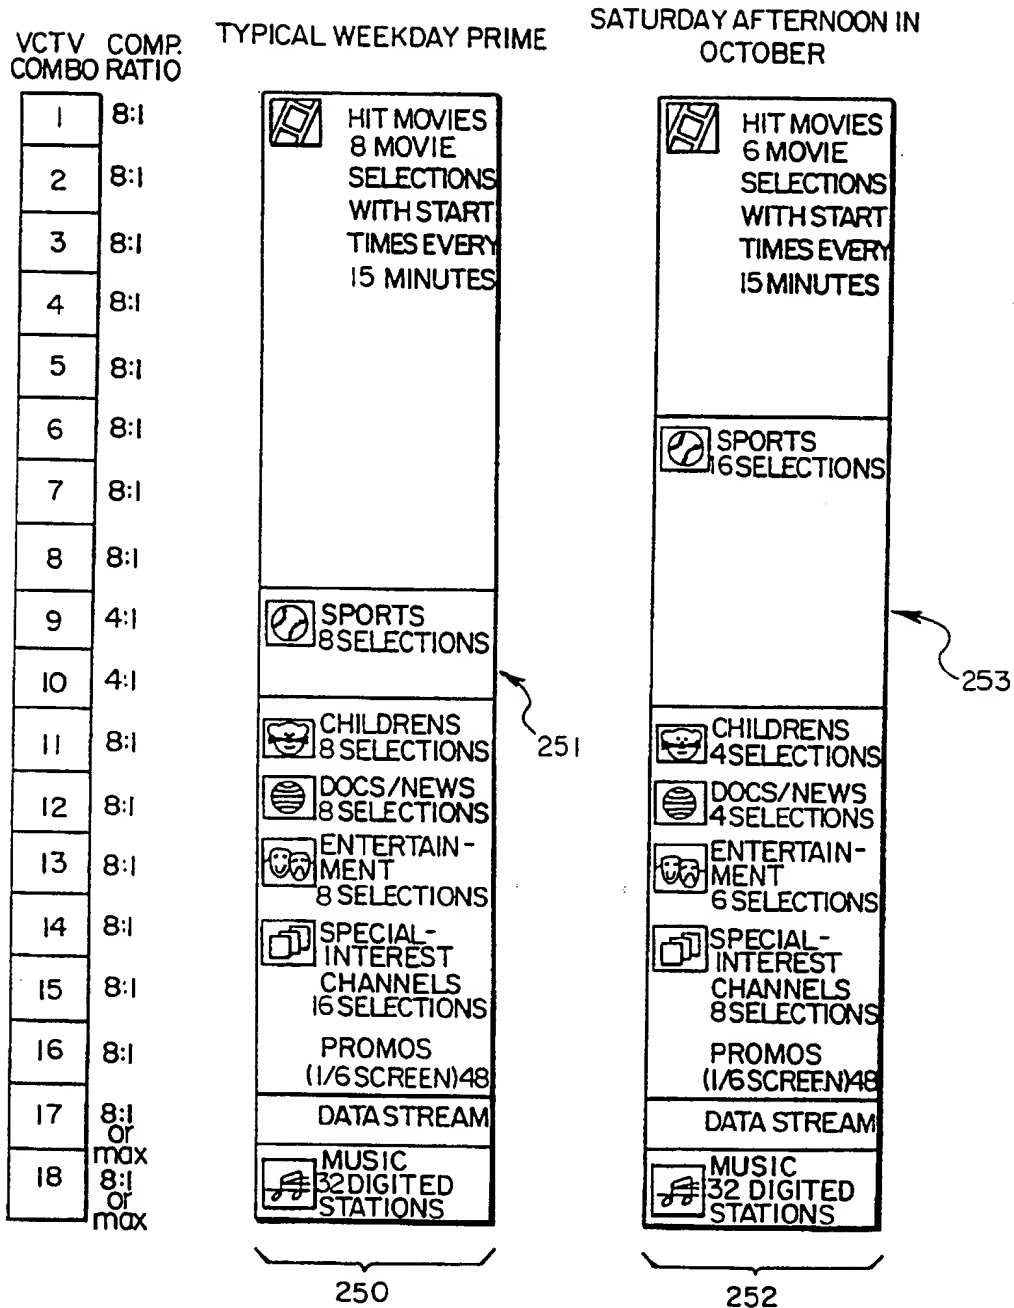 VCTV COMBO
COMP. RATIO
TYPICAL WEEKDAY PRIME
SATURDAY AFTERNOON IN
OCTOBER
1 8:1
2 8:1
3 8:1
4 8:1
5 8:1
6 8:1
7 8:1
8 8:1
9 4:1
10 4:1
11 8:1
12 8:1
13 8:1
14 8:1
15 8:1
16 8:1
17 8:1
or
max
18 8:1
or
max
HIT MOVIES
8 MOVIE
SELECTIONS
WITH START
TIMES EVERY
15 MINUTES
SPORTS
8 SELECTIONS
251
CHILDRENS
8 SELECTIONS
DOCS/NEWS
8 SELECTIONS
ENTERTAIN-
MENT
8 SELECTIONS
SPECIAL-
INTEREST
CHANNELS
16 SELECTIONS
PROMOS
(1/6 SCREEN) 48
DATA STREAM
MUSIC
32 DIGITED
STATIONS
250
HIT MOVIES
6 MOVIE
SELECTIONS
WITH START
TIMES EVERY
15 MINUTES
SPORTS
16 SELECTIONS
253
CHILDRENS
4 SELECTIONS
DOCS/NEWS
4 SELECTIONS
ENTERTAIN-
MENT
6 SELECTIONS
SPECIAL-
INTEREST
CHANNELS
8 SELECTIONS
PROMOS
(1/6 SCREEN) 48
DATA STREAM
MUSIC
32 DIGITED
STATIONS
252